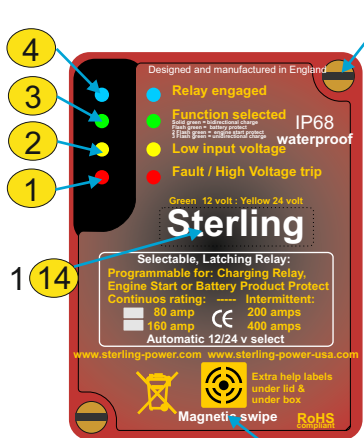 Designed and manufactured in England
4
Relay engaged
3
Function selected
Solid green = bidirectional charge
Flash green = battery protect
2 Flash green = engine start protect
3 Flash green = unidirectional charge
IP68
waterproof
2
Low input voltage
1
Fault / High Voltage trip
Green 12 volt : Yellow 24 volt
Sterling
1 14
Selectable, Latching Relay:
Programmable for: Charging Relay,
Engine Start or Battery Product Protect
Continuos rating: ----- Intermittent:
80 amp CE 200 amps
160 amp 400 amps
Automatic 12/24 v select
www.sterling-power.com www.sterling-power-usa.com
Extra help labels
under lid &
under box
Magnetic swipe
RoHS
compliant